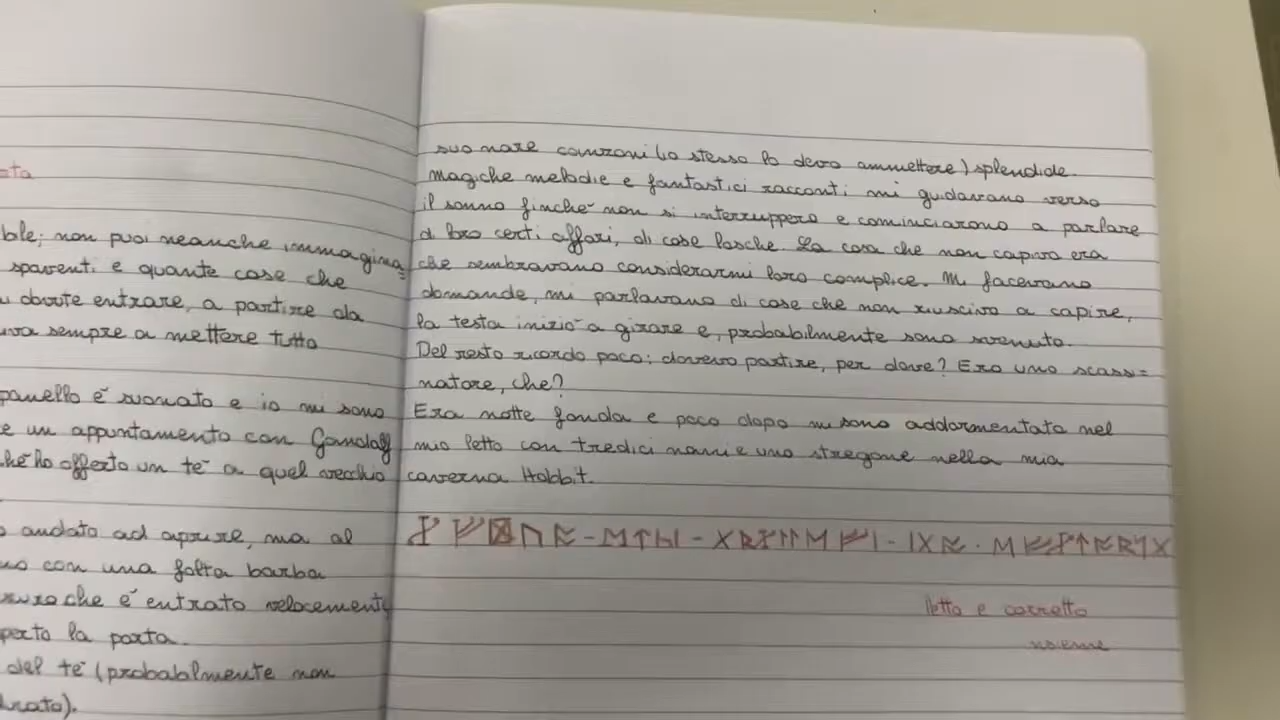 ata
bile; non puoi neanche immagina=
spaventi e quante cose che
dovute entrare, a partire da
sempre a mettere tutto
panello è suonato e io mi sono
e un appuntamento con Gandalf
ché ho offerto un tè a quel vecchio
andato ad aprire, ma al
con una folta barba
che è entrato velocemente
perto la porta.
del tè (probabilmente non
suonare canzoni (io stesso lo devo ammettere) splendide.
magiche melodie e fantastici racconti mi guidavano verso
il sonno finché non si interruppero e cominciarono a parlare
di loro certi affari, di cose losche. La cosa che non capivo era
che sembravano considerarmi loro complice. Mi facevano
domande, mi parlavano di cose che non riuscivo a capire,
la testa iniziò a girare e, probabilmente sono svenuto.
Del resto ricordo poco; dovevo partire, per dove? Ero uno scassi=
natore, che?
Era notte fonda e poco dopo mi sono addormentato nel
mio letto con tredici nani e uno stregone nella mia
caverna Hobbit.
letto e corretto
insieme